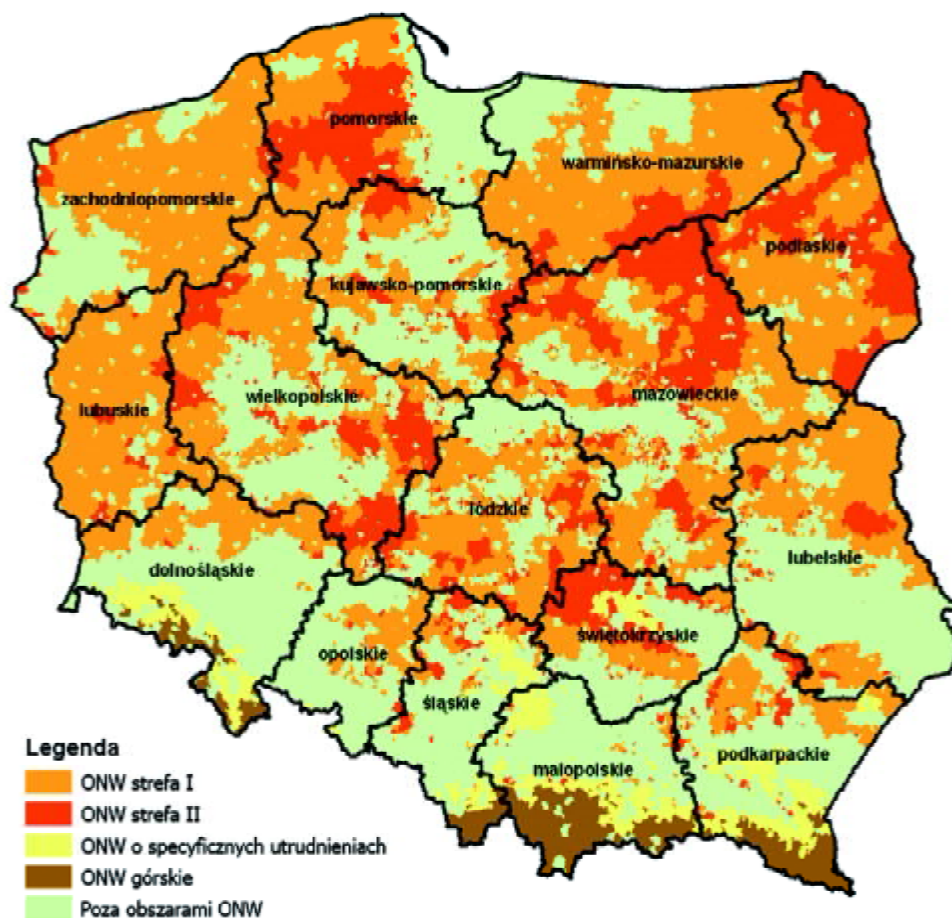 pomorskie
warmińsko-mazurskie
zachodniopomorskie
podlaskie
kujawsko-pomorskie
mazowieckie
wielkopolskie
lubuskie
łódzkie
lubelskie
dolnośląskie
świętokrzyskie
opolskie
śląskie
podkarpackie
małopolskie
Legenda
ONW strefa I
ONW strefa II
ONW o specyficznych utrudnieniach
ONW górskie
Poza obszarami ONW